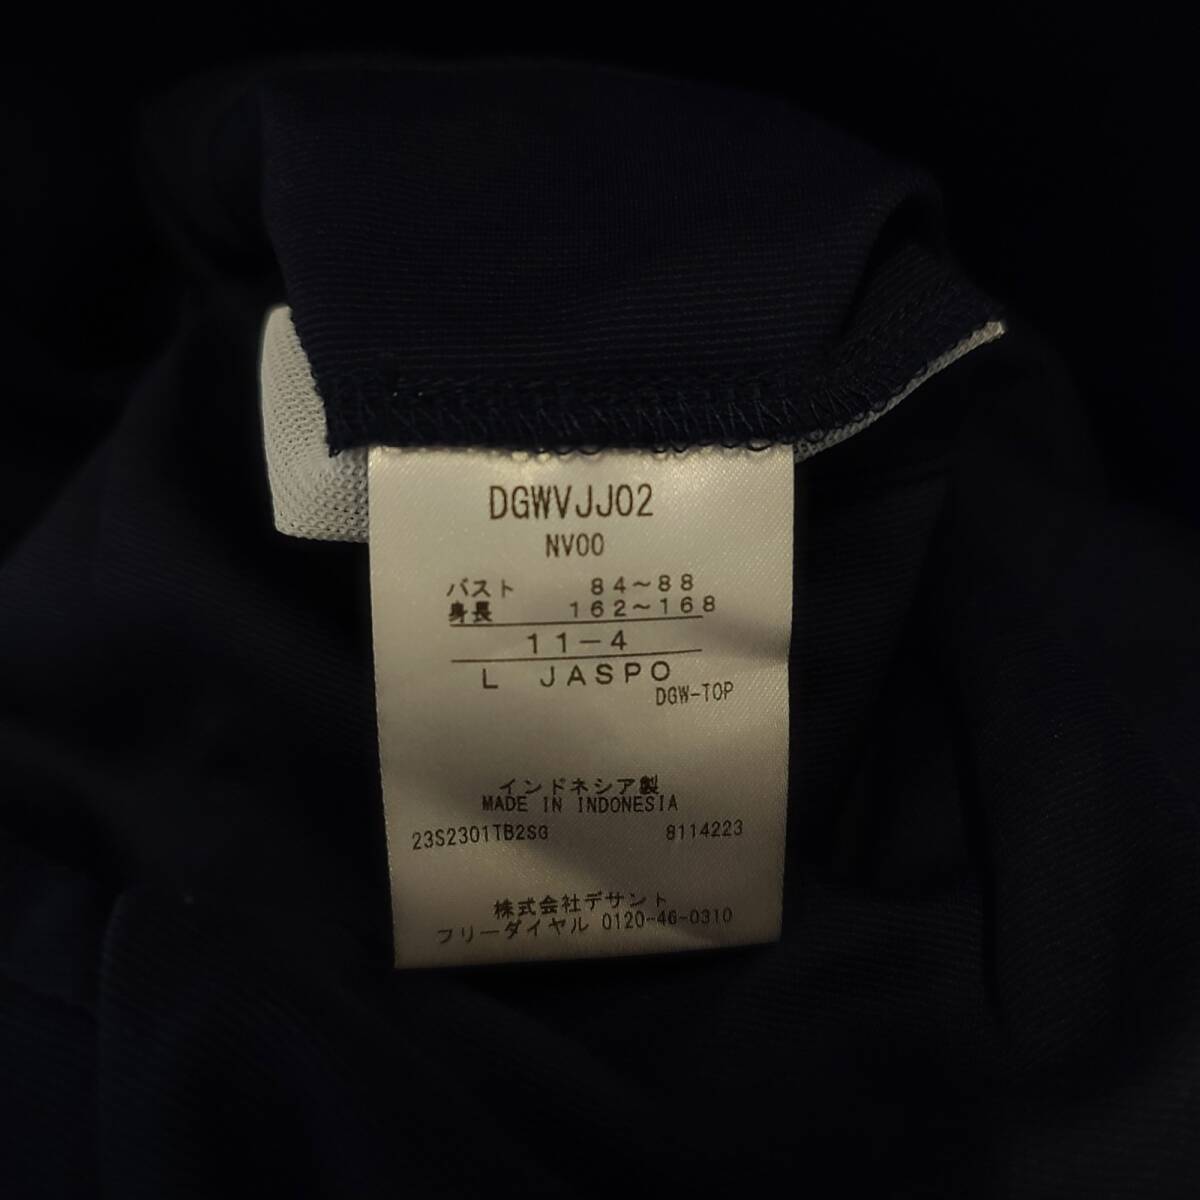 DGWVJJ02
NV00
バスト 84~88
身長 162~168
11-4
L JASPO
DGW-TOP
インドネシア製
MADE IN INDONESIA
23S2301TB2SG 8114223
株式会社デサント
フリーダイヤル 0120-46-0310